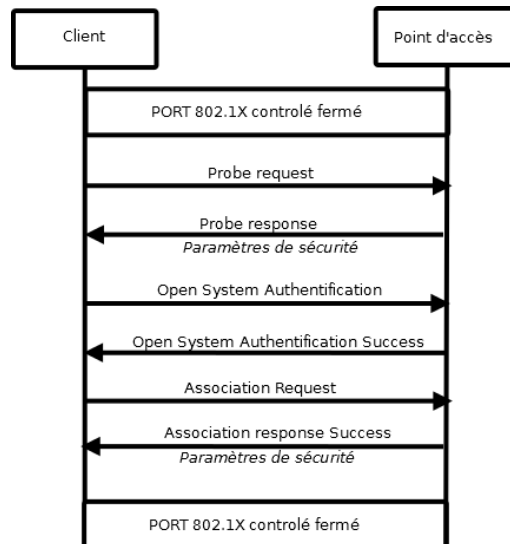 Client
Point d'accès
PORT 802.1X controlé fermé
Probe request
Probe response
Paramètres de sécurité
Open System Authentification
Open System Authentification Success
Association Request
Association response Success
Paramètres de sécurité
PORT 802.1X controlé fermé